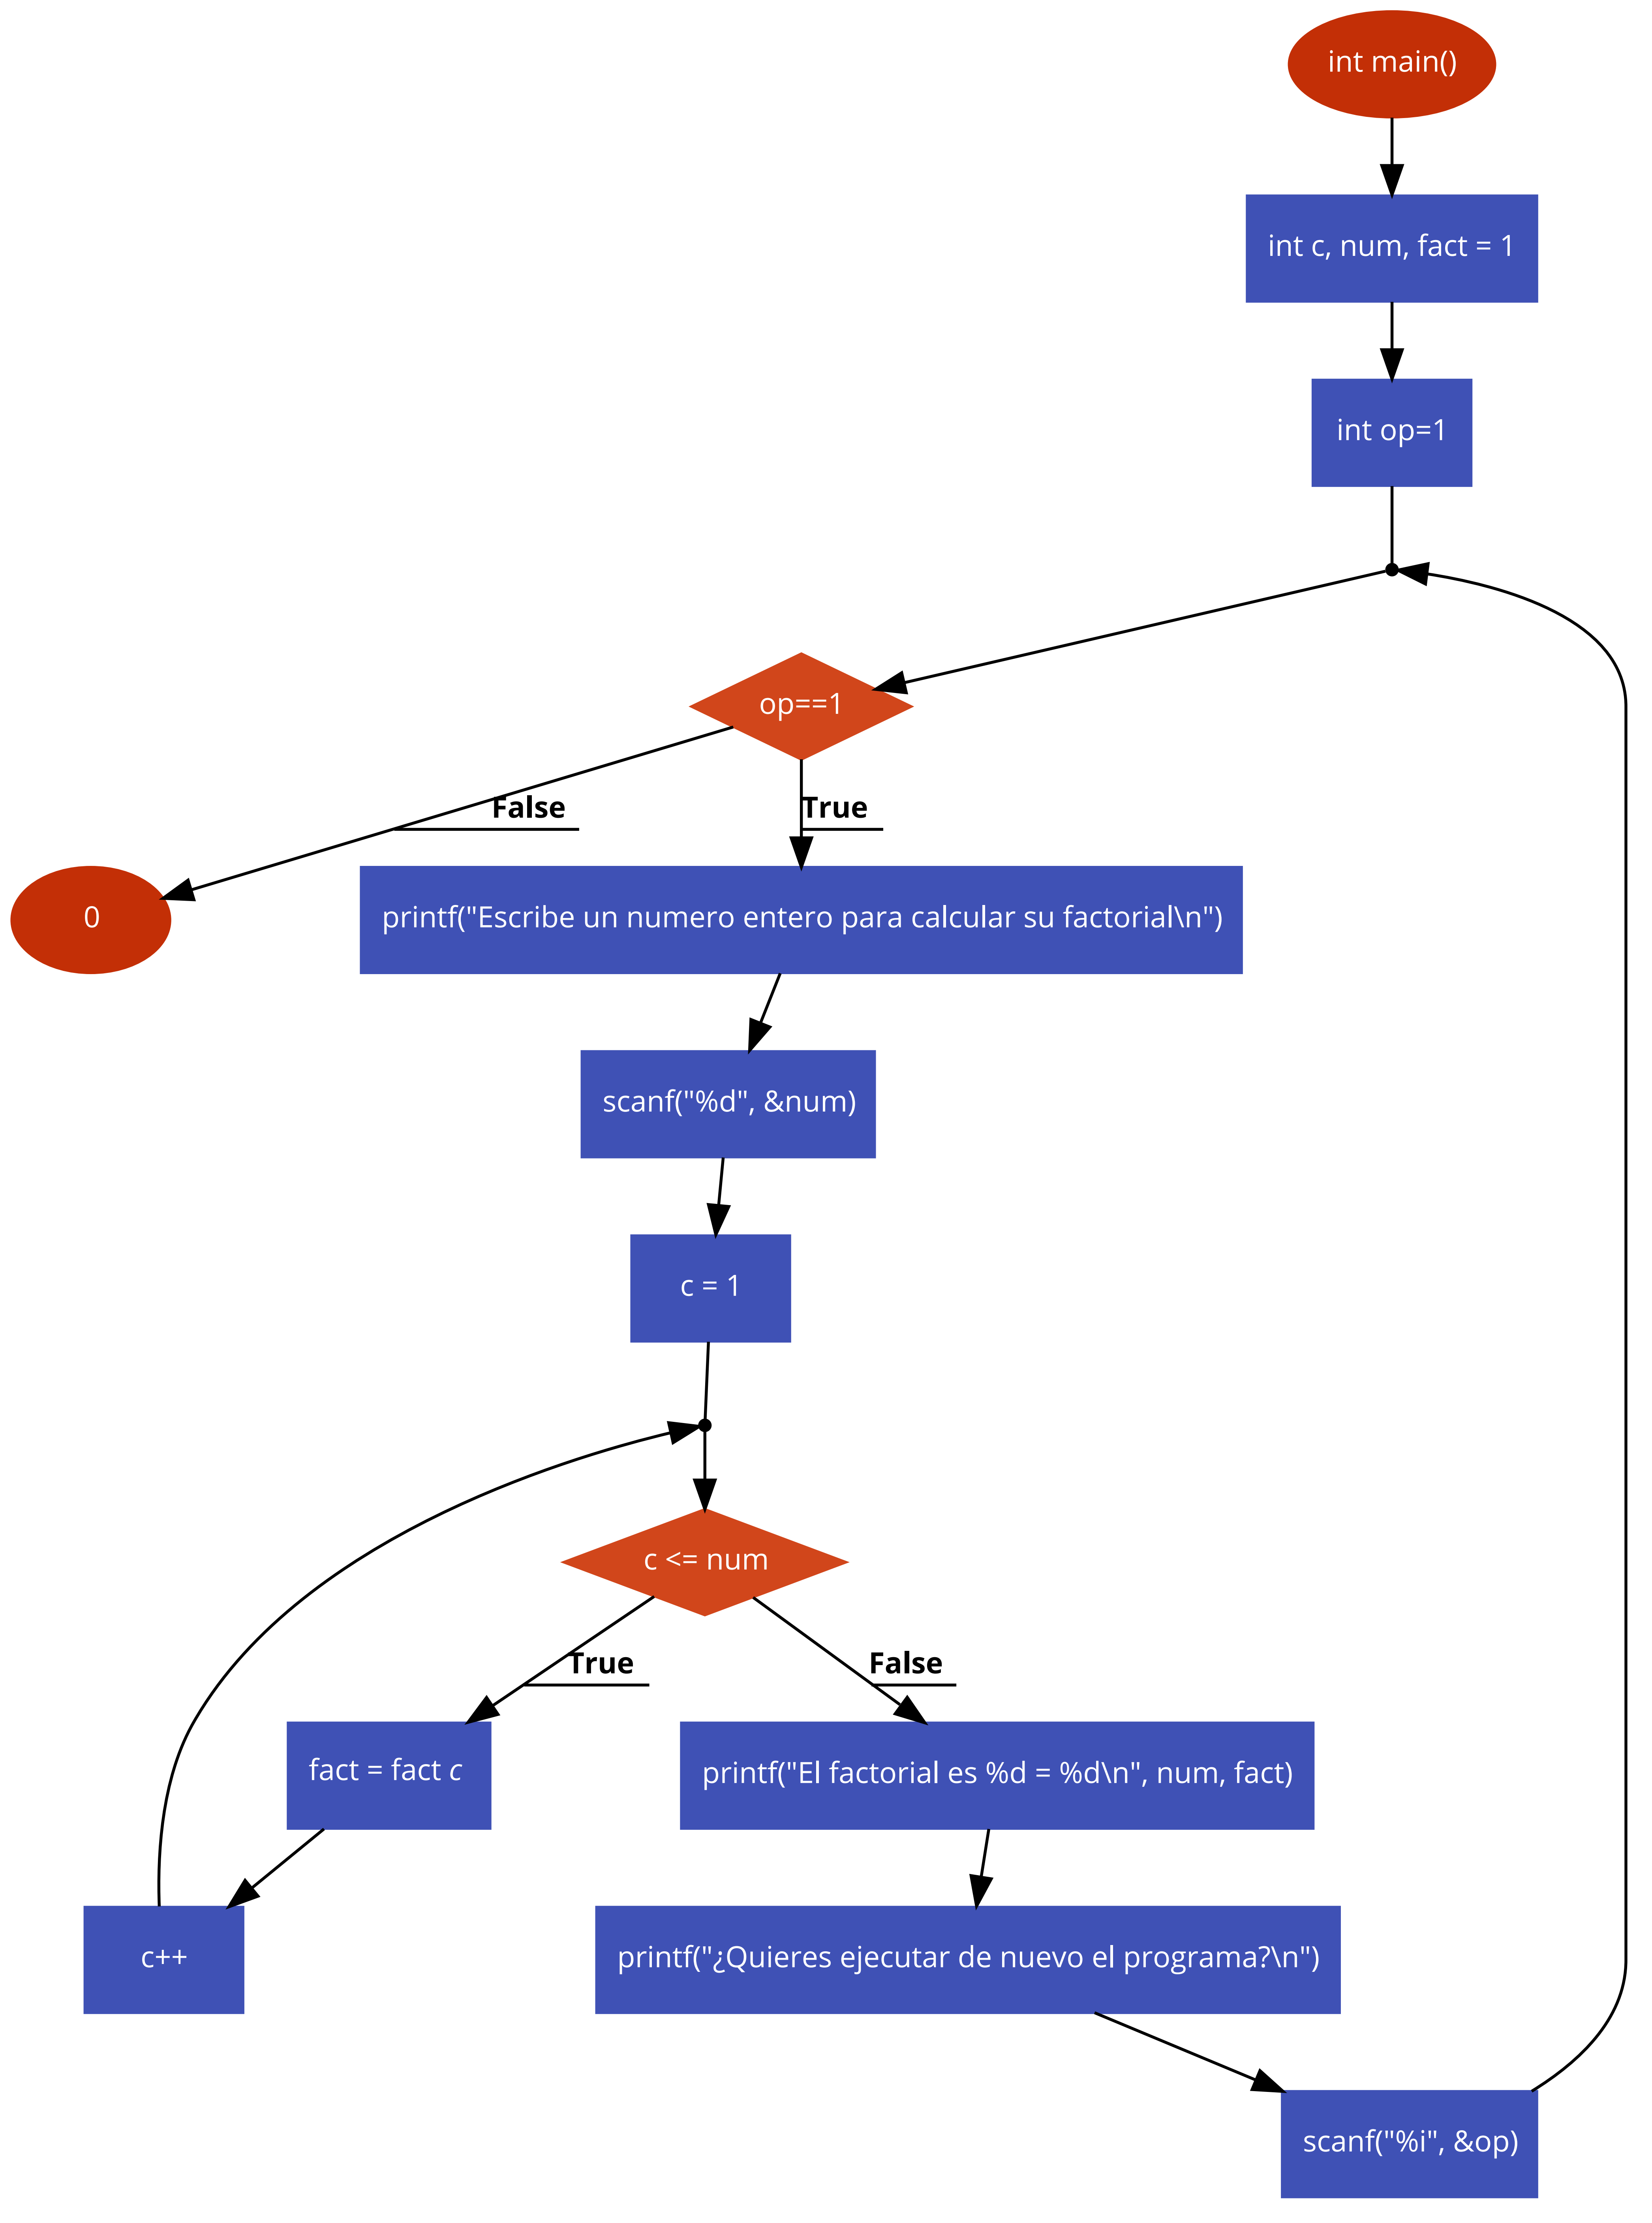 int main()
int c, num, fact = 1
int op=1
op==1
False
True
0
printf("Escribe un numero entero para calcular su factorial\n")
scanf("%d", &num)
c = 1
c <= num
True
False
fact = fact c
printf("El factorial es %d = %d\n", num, fact)
c++
printf("¿Quieres ejecutar de nuevo el programa?\n")
scanf("%i", &op)